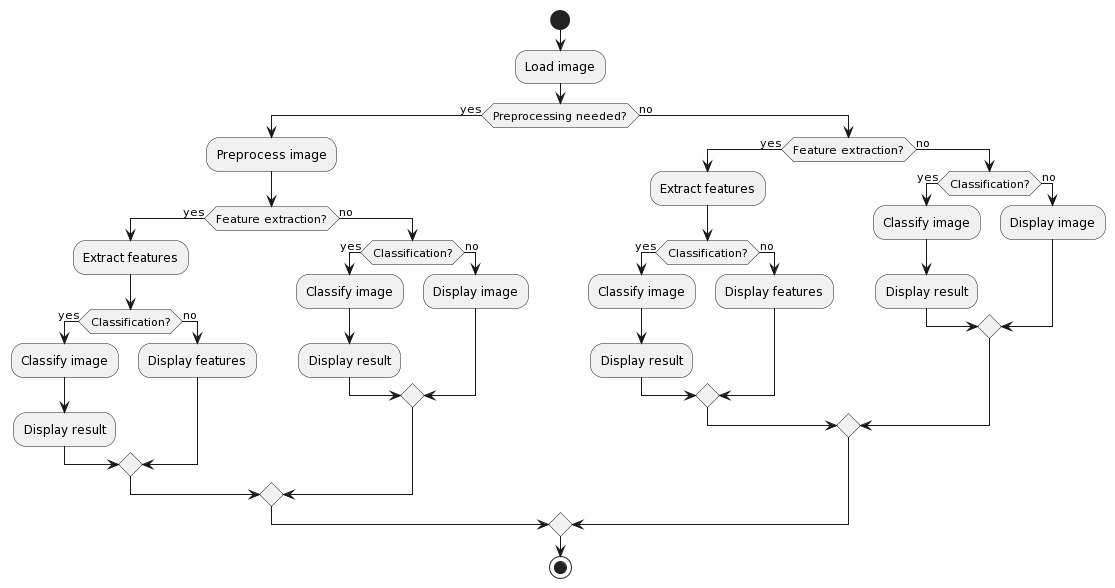 Load image
yes
Preprocessing needed?
no
Preprocess image
yes
Feature extraction?
no
Extract features
yes
Classification?
no
Classify image
Display features
Display result
yes
Classification?
no
Classify image
Display image
Display result
yes
Feature extraction?
no
Extract features
yes
Classification?
no
Classify image
Display features
Display result
yes
Classification?
no
Classify image
Display image
Display result